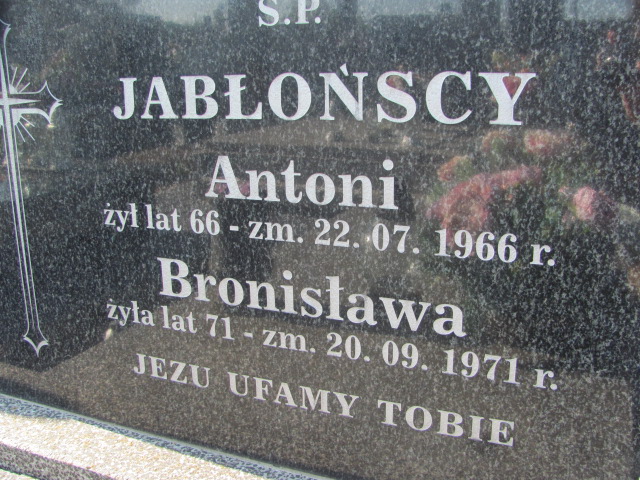 Ś.P.
JABŁOŃSCY
Antoni
żył lat 66 - zm. 22. 07. 1966 r.
Bronisława
żyła lat 71 - zm. 20. 09. 1971 r.
JEZU UFAMY TOBIE